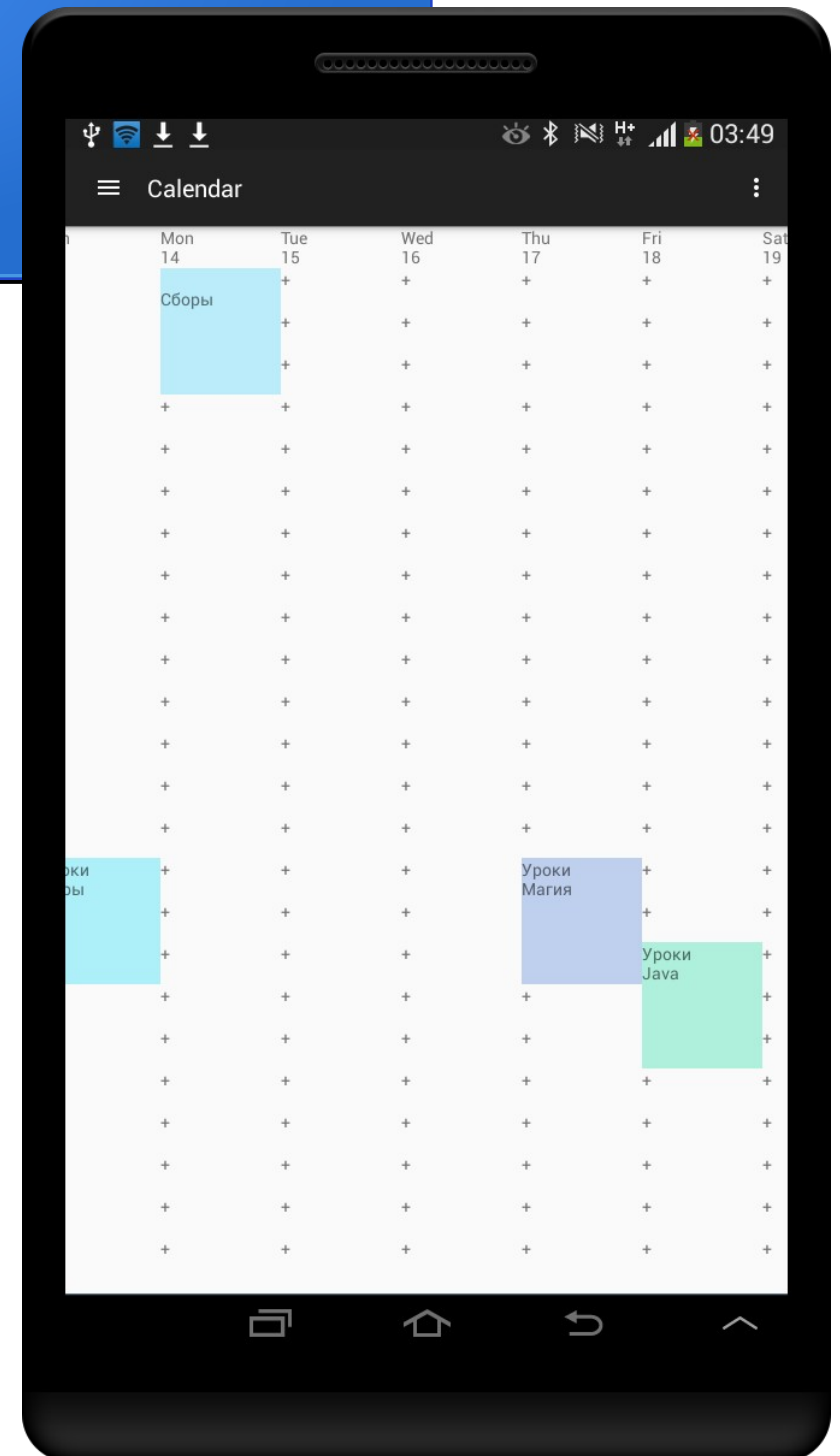 H+
03:49
Calendar
Mon Tue Wed Thu Fri Sat
14 15 16 17 18 19
+ + + + +
Сборы
+ + + + +
+ + + + +
+ + + + + +
+ + + + + +
+ + + + + +
+ + + + + +
+ + + + + +
+ + + + + +
+ + + + + +
+ + + + + +
+ + + + + +
+ + + + + +
+ + + + + +
+ + + Уроки + +
Магия
+ + + +  +
+ + + Уроки +
Java
+ + + + +
+ + + + +
+ + + + + +
+ + + + + +
+ + + + + +
+ + + + + +
+ + + + + +